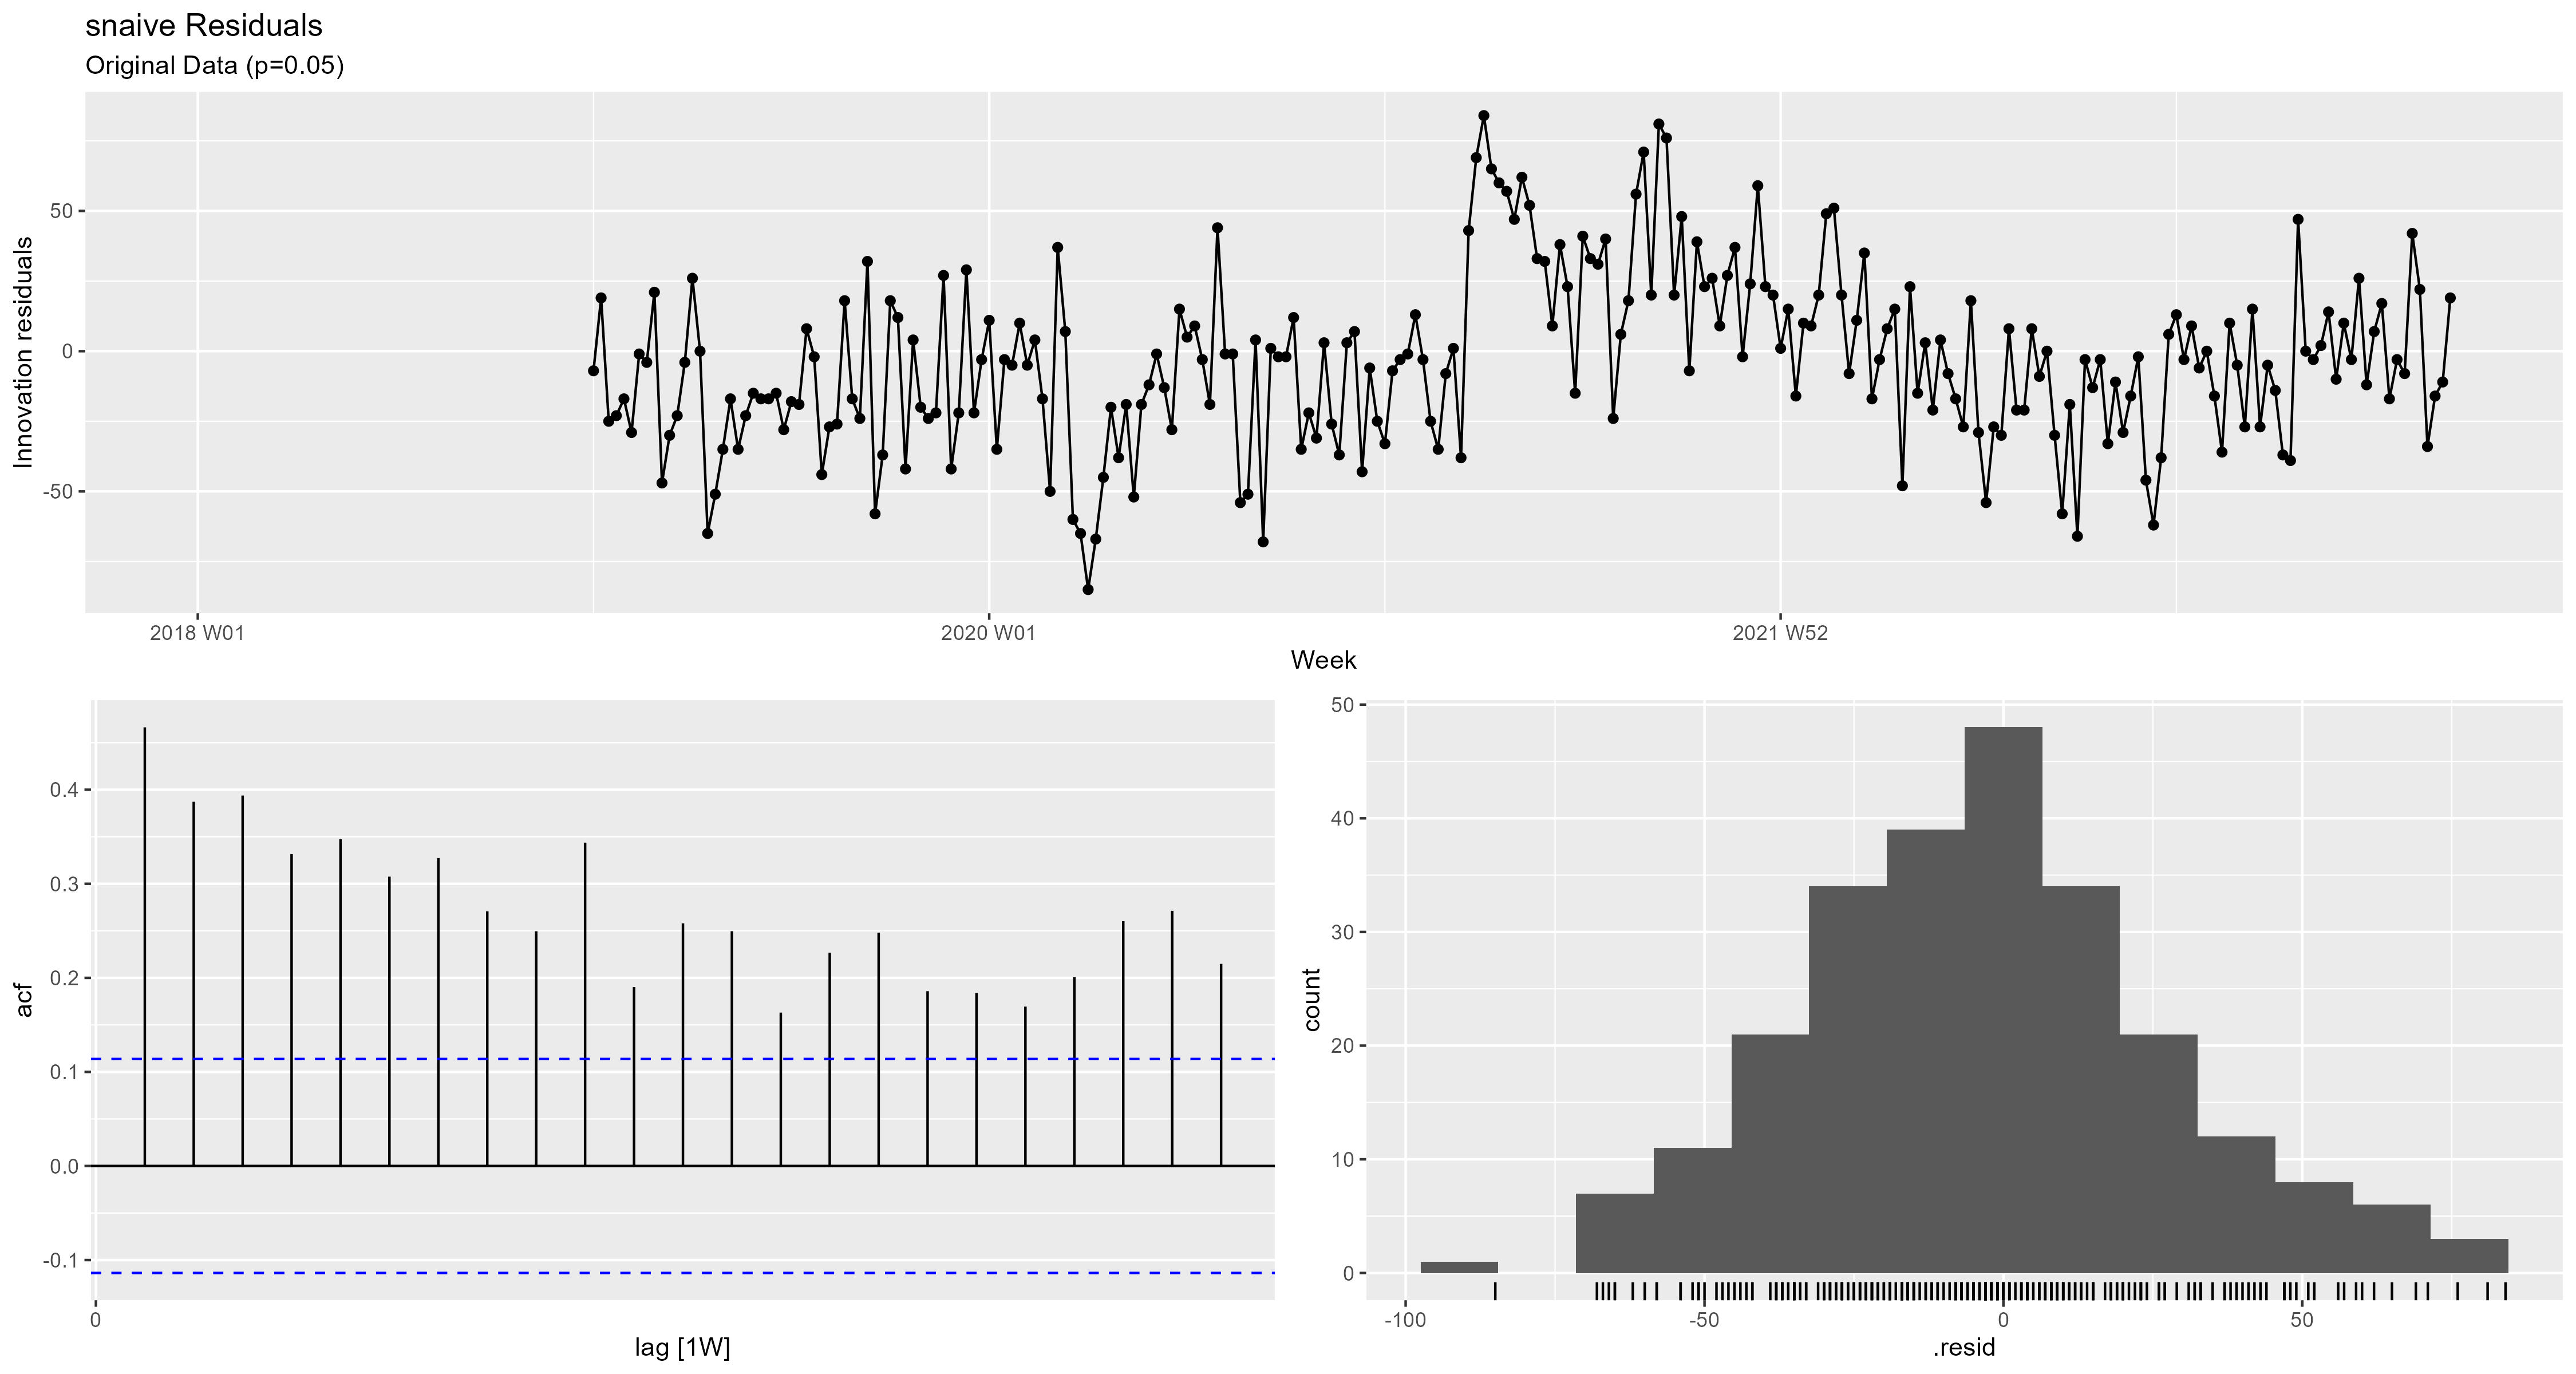 snaive Residuals
Original Data (p=0.05)
Innovation residuals
50
0
-50
2018 W01
2020 W01
2021 W52
Week
acf
0.4
0.3
0.2
0.1
0.0
-0.1
0
lag [1W]
count
50
40
30
20
10
0
-100
-50
0
50
.resid